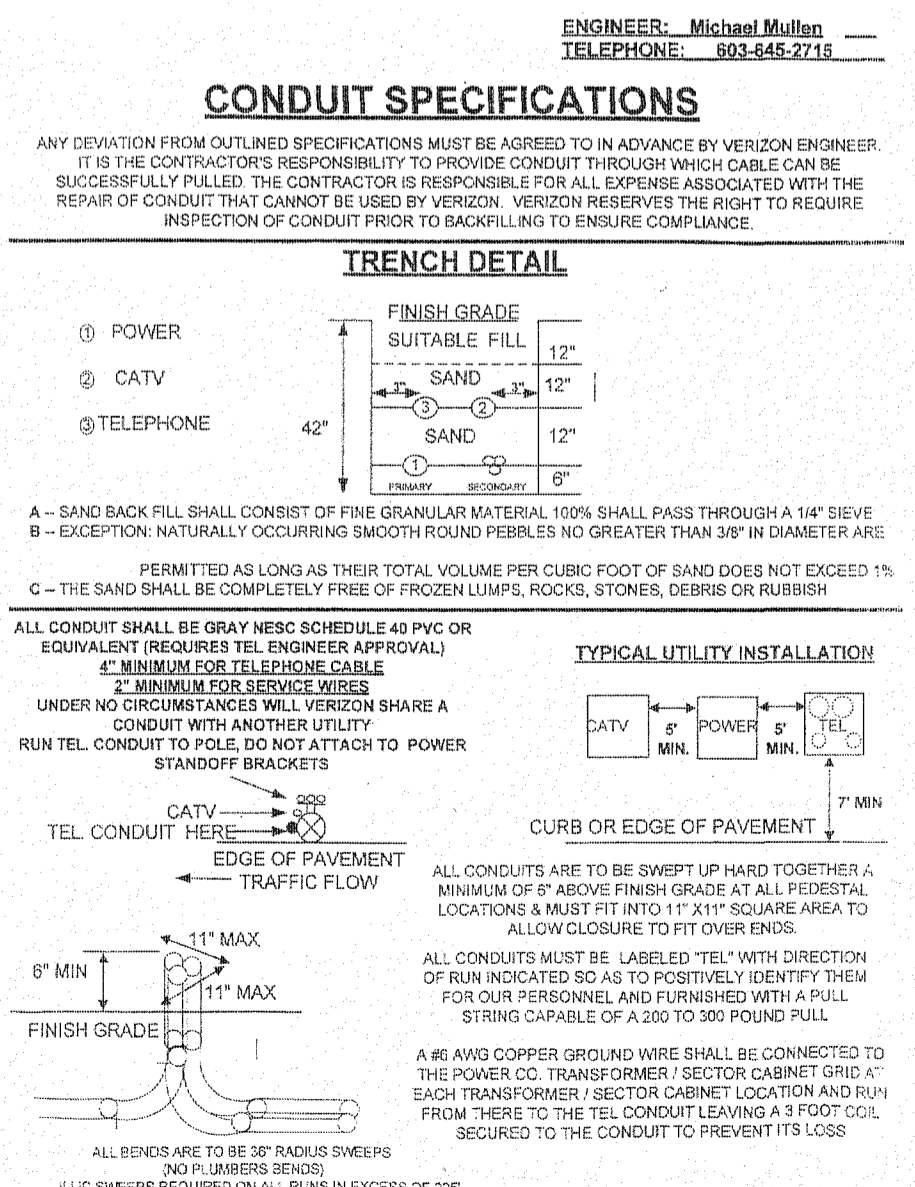 ENGINEER: Michael Mullen
TELEPHONE: 603-645-2715
CONDUIT SPECIFICATIONS
ANY DEVIATION FROM OUTLINED SPECIFICATIONS MUST BE AGREED TO IN ADVANCE BY VERIZON ENGINEER.
IT IS THE CONTRACTOR'S RESPONSIBILITY TO PROVIDE CONDUIT THROUGH WHICH CABLE CAN BE
SUCCESSFULLY PULLED. THE CONTRACTOR IS RESPONSIBLE FOR ALL EXPENSE ASSOCIATED WITH THE
REPAIR OF CONDUIT THAT CANNOT BE USED BY VERIZON. VERIZON RESERVES THE RIGHT TO REQUIRE
INSPECTION OF CONDUIT PRIOR TO BACKFILLING TO ENSURE COMPLIANCE.
TRENCH DETAIL
① POWER
② CATV
③ TELEPHONE
42"
FINISH GRADE
SUITABLE FILL
12"
SAND
12"
3"
3"
3
2
SAND
12"
1
6"
PRIMARY
SECONDARY
A -- SAND BACK FILL SHALL CONSIST OF FINE GRANULAR MATERIAL 100% SHALL PASS THROUGH A 1/4" SIEVE
B -- EXCEPTION: NATURALLY OCCURRING SMOOTH ROUND PEBBLES NO GREATER THAN 3/8" IN DIAMETER ARE
PERMITTED AS LONG AS THEIR TOTAL VOLUME PER CUBIC FOOT OF SAND DOES NOT EXCEED 1%
C -- THE SAND SHALL BE COMPLETELY FREE OF FROZEN LUMPS, ROCKS, STONES, DEBRIS OR RUBBISH
ALL CONDUIT SHALL BE GRAY NESC SCHEDULE 40 PVC OR
EQUIVALENT (REQUIRES TEL ENGINEER APPROVAL)
4" MINIMUM FOR TELEPHONE CABLE
2" MINIMUM FOR SERVICE WIRES
UNDER NO CIRCUMSTANCES WILL VERIZON SHARE A
CONDUIT WITH ANOTHER UTILITY
RUN TEL. CONDUIT TO POLE, DO NOT ATTACH TO POWER
STANDOFF BRACKETS
CATV
TEL. CONDUIT HERE
EDGE OF PAVEMENT
TRAFFIC FLOW
11" MAX
6" MIN
11" MAX
FINISH GRADE
ALL BENDS ARE TO BE 36" RADIUS SWEEPS
(NO PLUMBERS BENDS)
SWEEPS REQUIRED ON ALL RUNS IN EXCESS OF
TYPICAL UTILITY INSTALLATION
CATV
5'
MIN.
POWER
5'
MIN.
TEL
7' MIN
CURB OR EDGE OF PAVEMENT
ALL CONDUITS ARE TO BE SWEPT UP HARD TOGETHER A
MINIMUM OF 6" ABOVE FINISH GRADE AT ALL PEDESTAL
LOCATIONS & MUST FIT INTO 11" X11" SQUARE AREA TO
ALLOW CLOSURE TO FIT OVER ENDS.
ALL CONDUITS MUST BE LABELED "TEL" WITH DIRECTION
OF RUN INDICATED SO AS TO POSITIVELY IDENTIFY THEM
FOR OUR PERSONNEL AND FURNISHED WITH A PULL
STRING CAPABLE OF A 200 TO 300 POUND PULL
A #6 AWG COPPER GROUND WIRE SHALL BE CONNECTED TO
THE POWER CO. TRANSFORMER / SECTOR CABINET GRID AT
EACH TRANSFORMER / SECTOR CABINET LOCATION AND RUN
FROM THERE TO THE TEL CONDUIT LEAVING A 3 FOOT COIL
SECURED TO THE CONDUIT TO PREVENT ITS LOSS